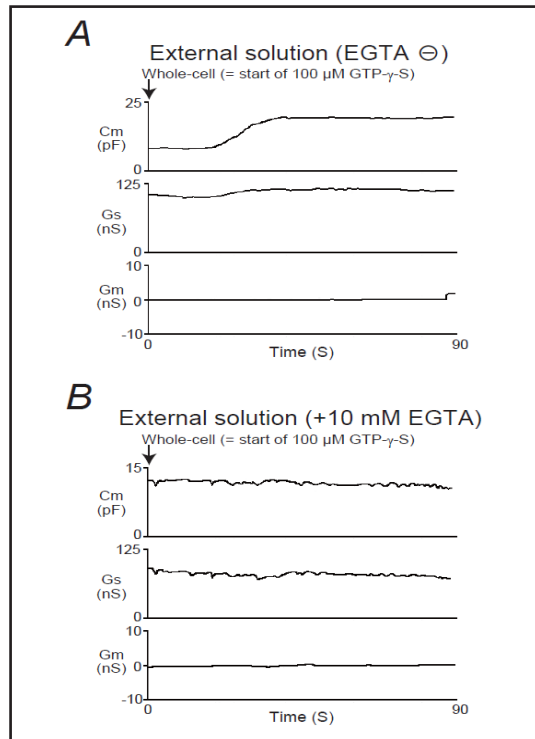 A
External solution (EGTA ⊖)
Whole-cell (= start of 100 µM GTP-γ-S)
25
Cm
(pF)
0
125
Gs
(nS)
0
10
Gm
(nS) 0
-10
0 90
Time (S)
B
External solution (+10 mM EGTA)
Whole-cell (= start of 100 µM GTP-γ-S)
15
Cm
(pF)
0
125
Gs
(nS)
0
10
Gm
(nS) 0
-10
0 90
Time (S)